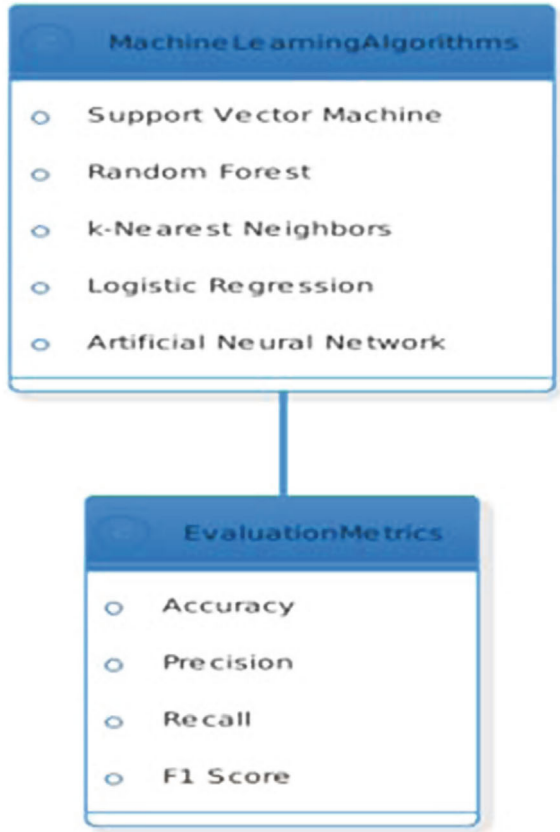 MachineLearningAlgorithms
Support Vector Machine
Random Forest
k-Nearest Neighbors
Logistic Regression
Artificial Neural Network
EvaluationMetrics
Accuracy
Precision
Recall
F1 Score